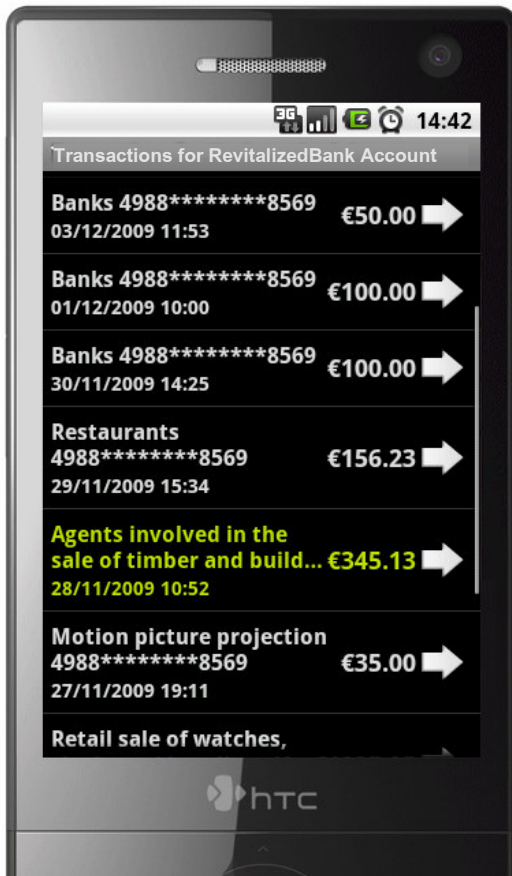 3G
14:42
Transactions for RevitalizedBank Account
Banks 4988********8569
€50.00
03/12/2009 11:53
Banks 4988********8569
€100.00
01/12/2009 10:00
Banks 4988********8569
€100.00
30/11/2009 14:25
Restaurants
4988********8569
€156.23
29/11/2009 15:34
Agents involved in the
sale of timber and build...
€345.13
28/11/2009 10:52
Motion picture projection
4988********8569
€35.00
27/11/2009 19:11
Retail sale of watches,
hTC